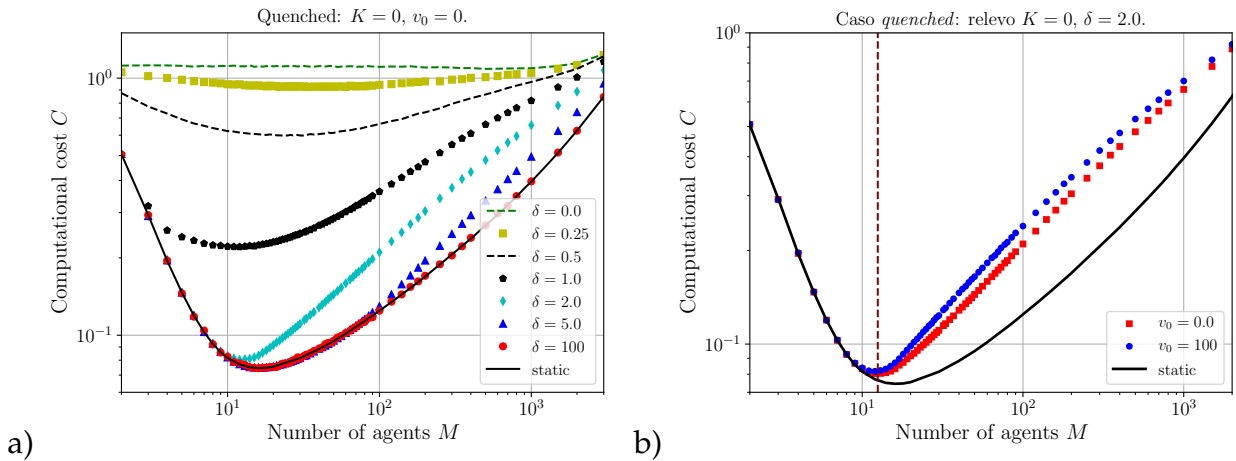 Quenched: K = 0, v₀ = 0.
Computational cost C
10⁰
10⁻¹
δ = 0.0
δ = 0.25
δ = 0.5
δ = 1.0
δ = 2.0
δ = 5.0
δ = 100
static
10¹
10²
10³
Number of agents M
a)
Caso quenched: relevo K = 0, δ = 2.0.
Computational cost C
10⁰
10⁻¹
v₀ = 0.0
v₀ = 100
static
10¹
10²
10³
Number of agents M
b)